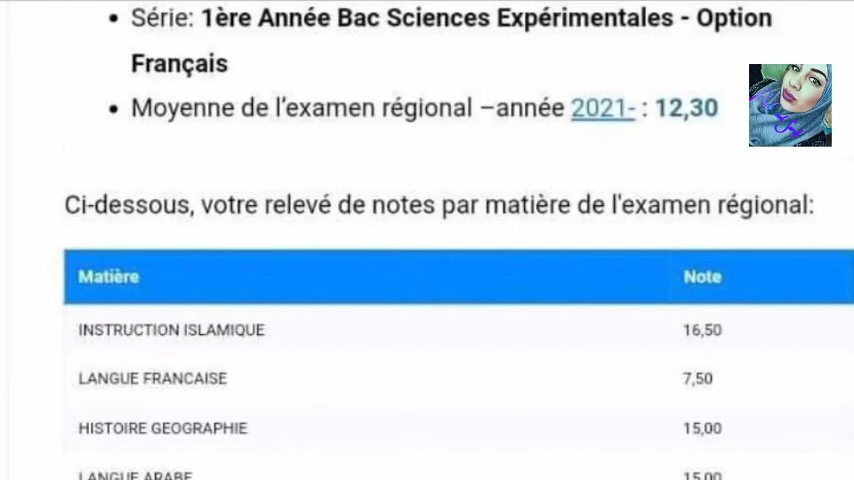 Série: 1ère Année Bac Sciences Expérimentales - Option
Français
Moyenne de l'examen régional –année 2021- : 12,30
Ci-dessous, votre relevé de notes par matière de l'examen régional:
Matière Note
INSTRUCTION ISLAMIQUE 16,50
LANGUE FRANCAISE 7,50
HISTOIRE GEOGRAPHIE 15,00
LANGUE ARABE 15,00